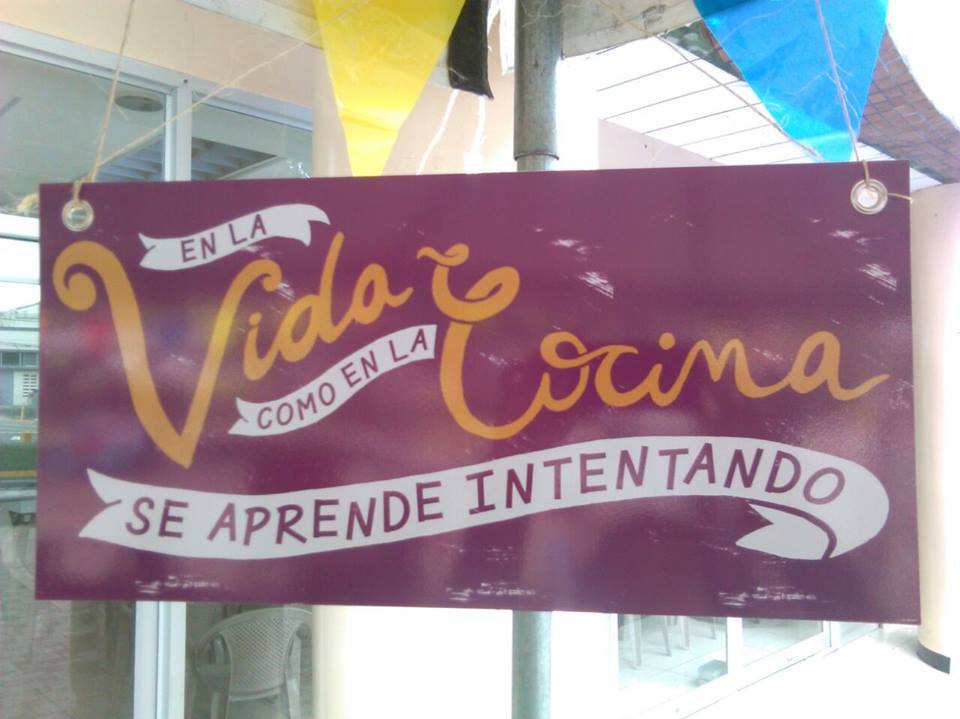 EN LA
Vida
COMO EN LA
Cocina
SE APRENDE INTENTANDO